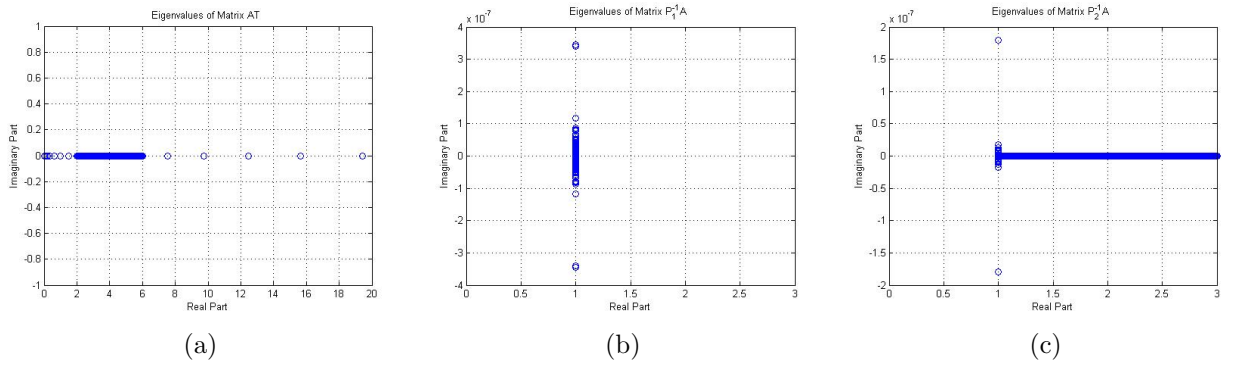 Eigenvalues of Matrix AT
1
0.8
0.6
0.4
0.2
0
-0.2
-0.4
-0.6
-0.8
-1
Imaginary Part
0 2 4 6 8 10 12 14 16 18 20
Real Part
(a)
Eigenvalues of Matrix P₁⁻¹A
x 10⁻⁷
4
3
2
1
0
-1
-2
-3
-4
Imaginary Part
0 0.5 1 1.5 2 2.5 3
Real Part
(b)
Eigenvalues of Matrix P₂⁻¹A
x 10⁻⁷
2
1.5
1
0.5
0
-0.5
-1
-1.5
-2
Imaginary Part
0 0.5 1 1.5 2 2.5 3
Real Part
(c)